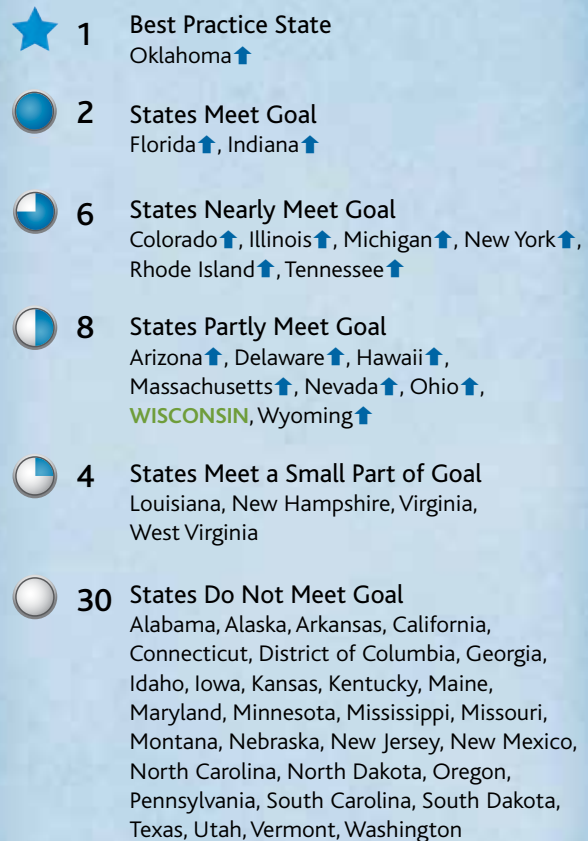 1 Best Practice State
Oklahoma⬆
2 States Meet Goal
Florida⬆, Indiana⬆
6 States Nearly Meet Goal
Colorado⬆, Illinois⬆, Michigan⬆, New York⬆,
Rhode Island⬆, Tennessee⬆
8 States Partly Meet Goal
Arizona⬆, Delaware⬆, Hawaii⬆,
Massachusetts⬆, Nevada⬆, Ohio⬆,
WISCONSIN, Wyoming⬆
4 States Meet a Small Part of Goal
Louisiana, New Hampshire, Virginia,
West Virginia
30 States Do Not Meet Goal
Alabama, Alaska, Arkansas, California,
Connecticut, District of Columbia, Georgia,
Idaho, Iowa, Kansas, Kentucky, Maine,
Maryland, Minnesota, Mississippi, Missouri,
Montana, Nebraska, New Jersey, New Mexico,
North Carolina, North Dakota, Oregon,
Pennsylvania, South Carolina, South Dakota,
Texas, Utah, Vermont, Washington